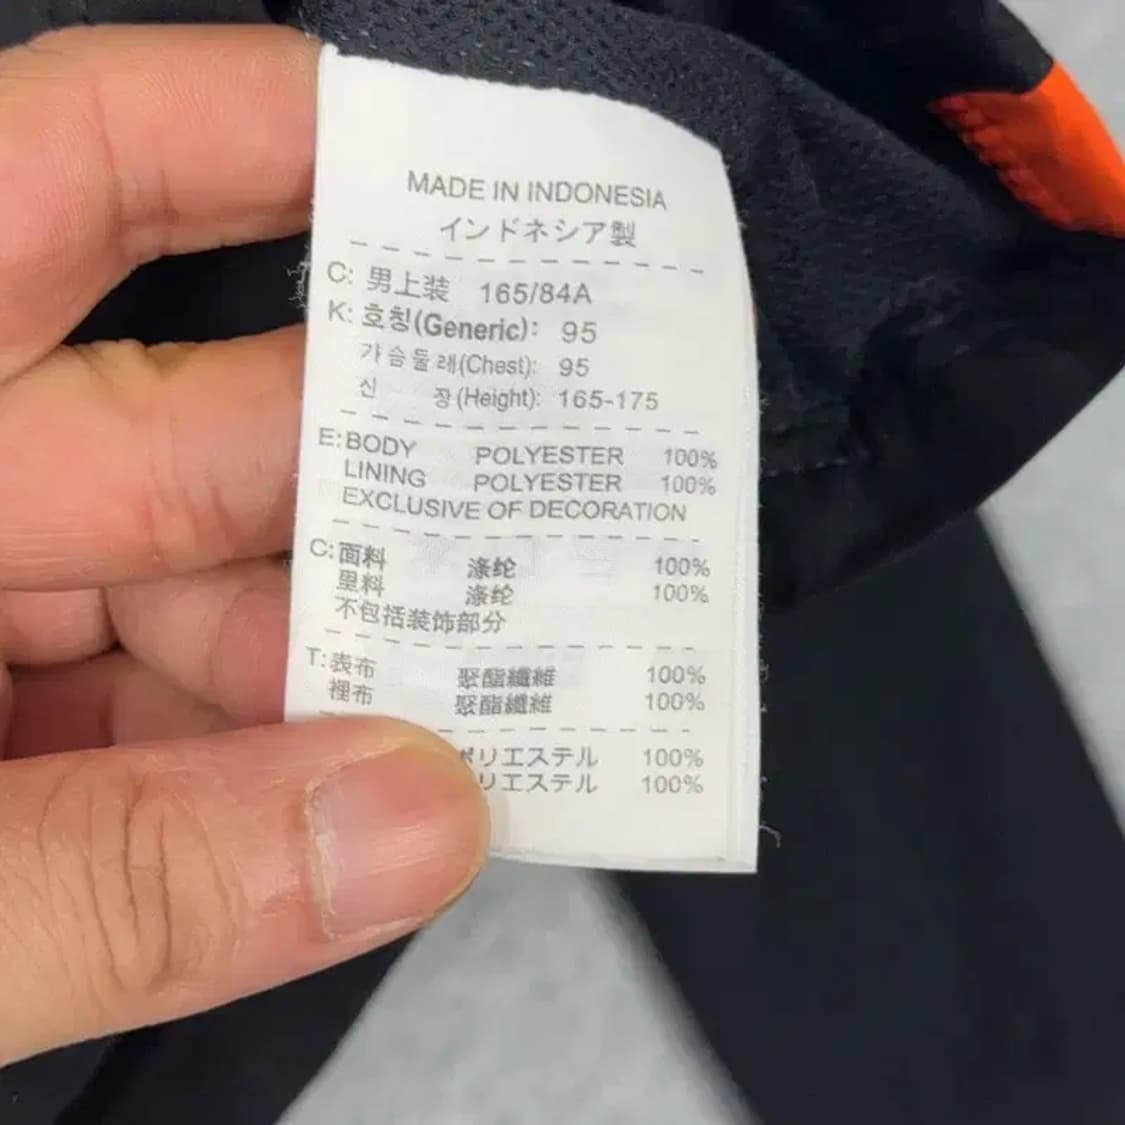 MADE IN INDONESIA
インドネシア製
C: 男上装 165/84A
K: 호칭(Generic): 95
가슴둘레(Chest): 95
신 장(Height): 165-175
E: BODY POLYESTER 100%
LINING POLYESTER 100%
EXCLUSIVE OF DECORATION
C: 面料 涤纶 100%
里料 涤纶 100%
不包括装饰部分
T: 表布 聚酯纖維 100%
裡布 聚酯纖維 100%
ポリエステル 100%
リエステル 100%